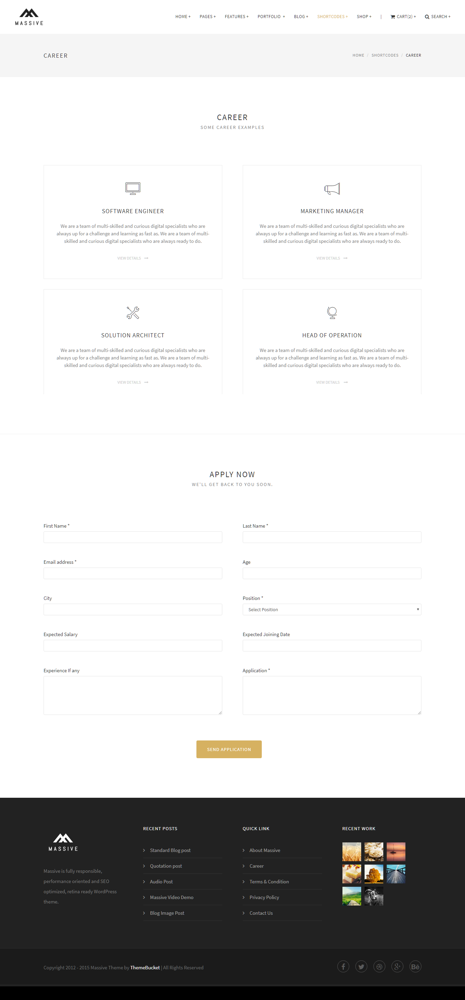 MASSIVE
HOME + PAGES + FEATURES + PORTFOLIO + BLOG + SHORTCODES + SHOP + | CART(2) + SEARCH +
CAREER
HOME / SHORTCODES / CAREER
CAREER
SOME CAREER EXAMPLES
SOFTWARE ENGINEER
We are a team of multi-skilled and curious digital specialists who are
always up for a challenge and learning as fast as. We are a team of multi-
skilled and curious digital specialists who are always ready to do.
VIEW DETAILS
MARKETING MANAGER
We are a team of multi-skilled and curious digital specialists who are
always up for a challenge and learning as fast as. We are a team of multi-
skilled and curious digital specialists who are always ready to do.
VIEW DETAILS
SOLUTION ARCHITECT
We are a team of multi-skilled and curious digital specialists who are
always up for a challenge and learning as fast as. We are a team of multi-
skilled and curious digital specialists who are always ready to do.
VIEW DETAILS
HEAD OF OPERATION
We are a team of multi-skilled and curious digital specialists who are
always up for a challenge and learning as fast as. We are a team of multi-
skilled and curious digital specialists who are always ready to do.
VIEW DETAILS
APPLY NOW
WE'LL GET BACK TO YOU SOON.
First Name *
Last Name *
Email address *
Age
City
Position *
Select Position
Expected Salary
Expected Joining Date
Experience If any
Application *
SEND APPLICATION
MASSIVE
Massive is fully responsible,
performance oriented and SEO
optimized, retina ready WordPress
theme.
RECENT POSTS
Standard Blog post
Quotation post
Audio Post
Massive Video Demo
Blog Image Post
QUICK LINK
About Massive
Career
Terms & Condition
Privacy Policy
Contact Us
RECENT WORK
Copyright 2012 - 2015 Massive Theme by ThemeBucket | All Rights Reserved